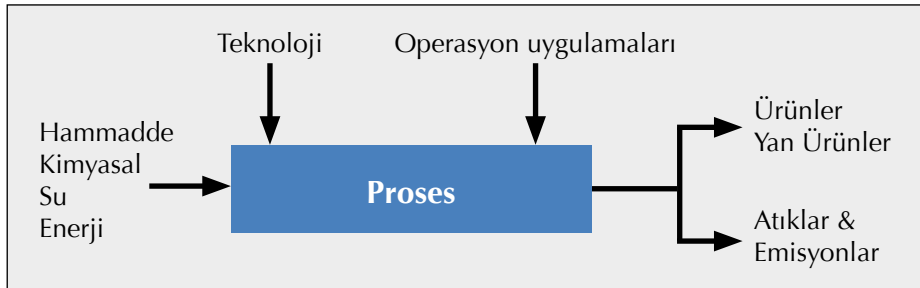 Teknoloji
Operasyon uygulamaları
Hammadde
Kimyasal
Su
Enerji
Proses
Ürünler
Yan Ürünler
Atıklar &
Emisyonlar